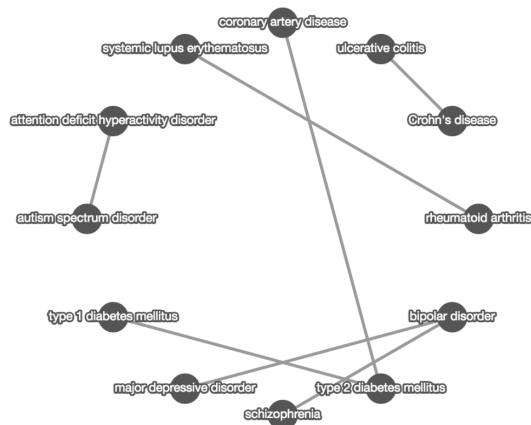 coronary artery disease
systemic lupus erythematosus
ulcerative colitis
attention deficit hyperactivity disorder
Crohn's disease
autism spectrum disorder
rheumatoid arthritis
type 1 diabetes mellitus
bipolar disorder
major depressive disorder
type 2 diabetes mellitus
schizophrenia